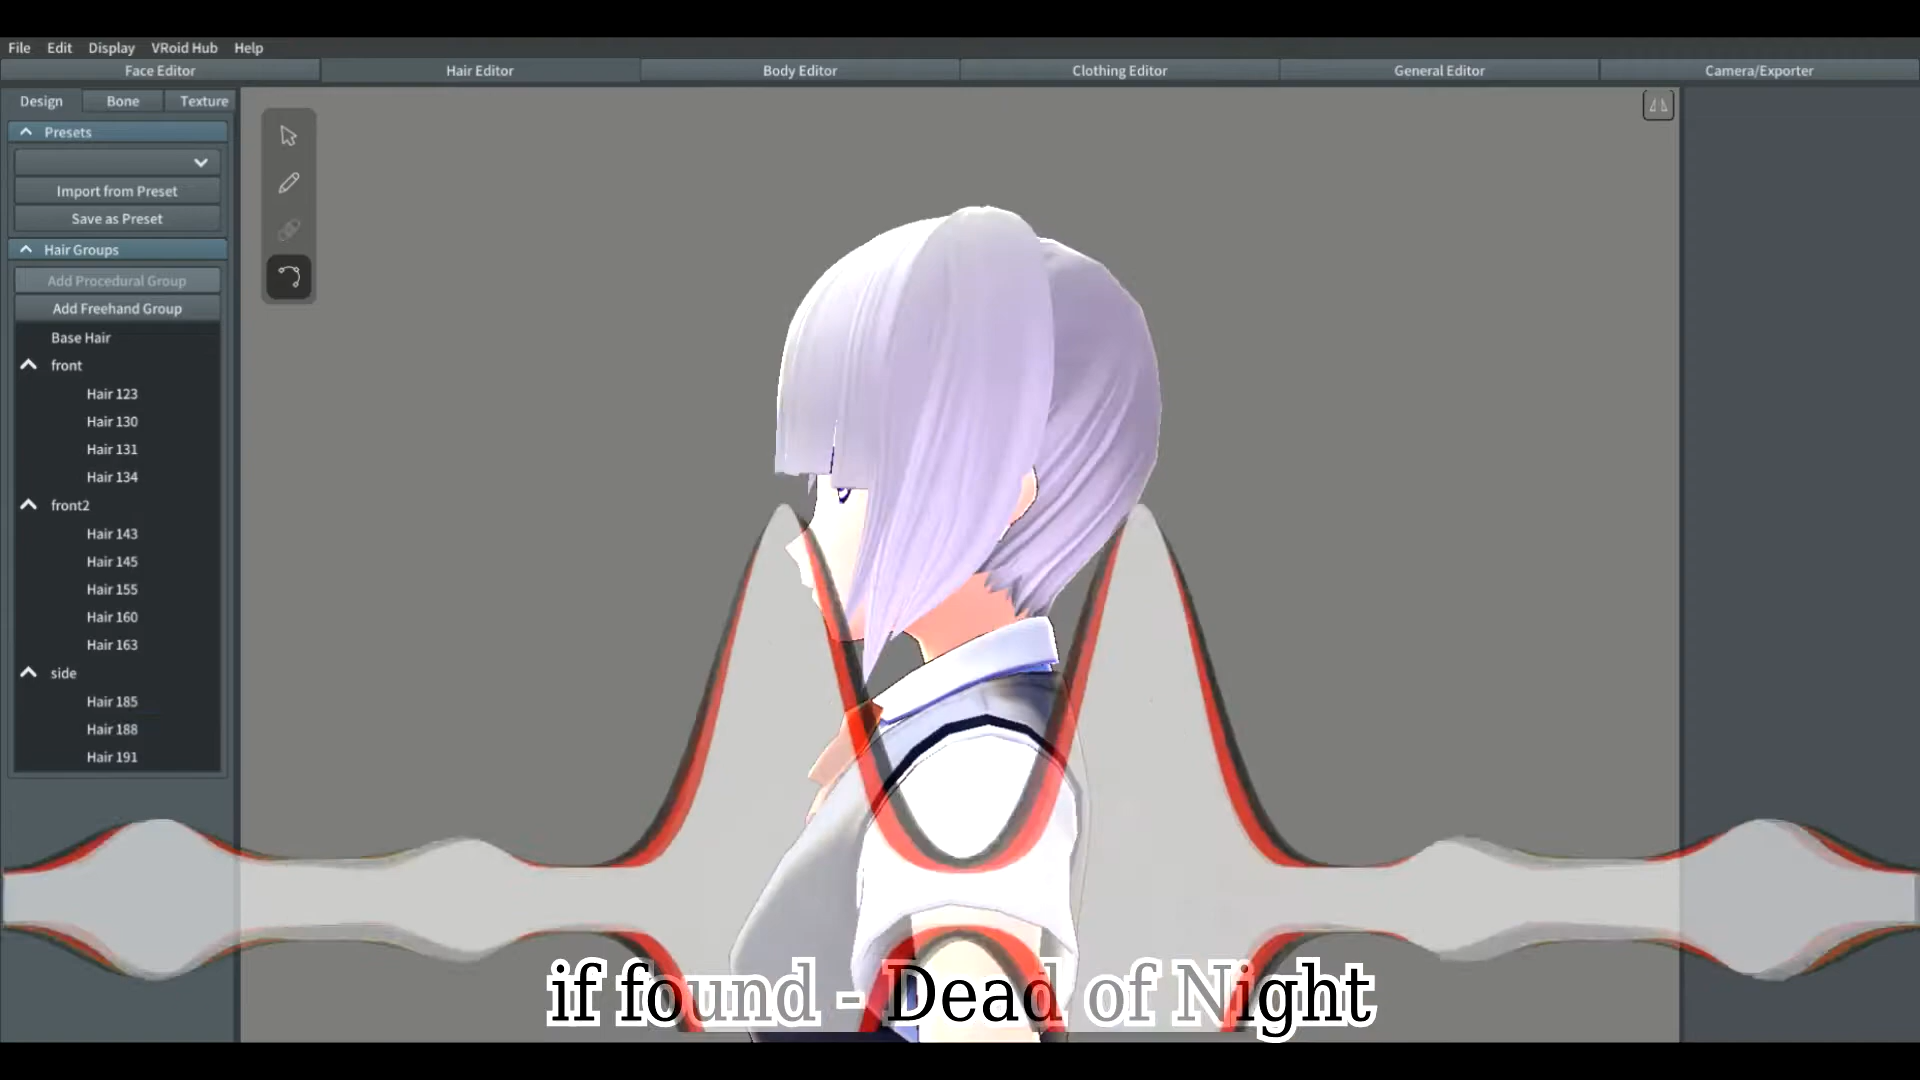 File Edit Display VRoid Hub Help
Face Editor Hair Editor Body Editor Clothing Editor General Editor Camera/Exporter
Design Bone Texture
Presets
Import from Preset
Save as Preset
Hair Groups
Add Procedural Group
Add Freehand Group
Base Hair
front
Hair 123
Hair 130
Hair 131
Hair 134
front2
Hair 143
Hair 145
Hair 155
Hair 160
Hair 163
side
Hair 185
Hair 188
Hair 191
if found - Dead of Night